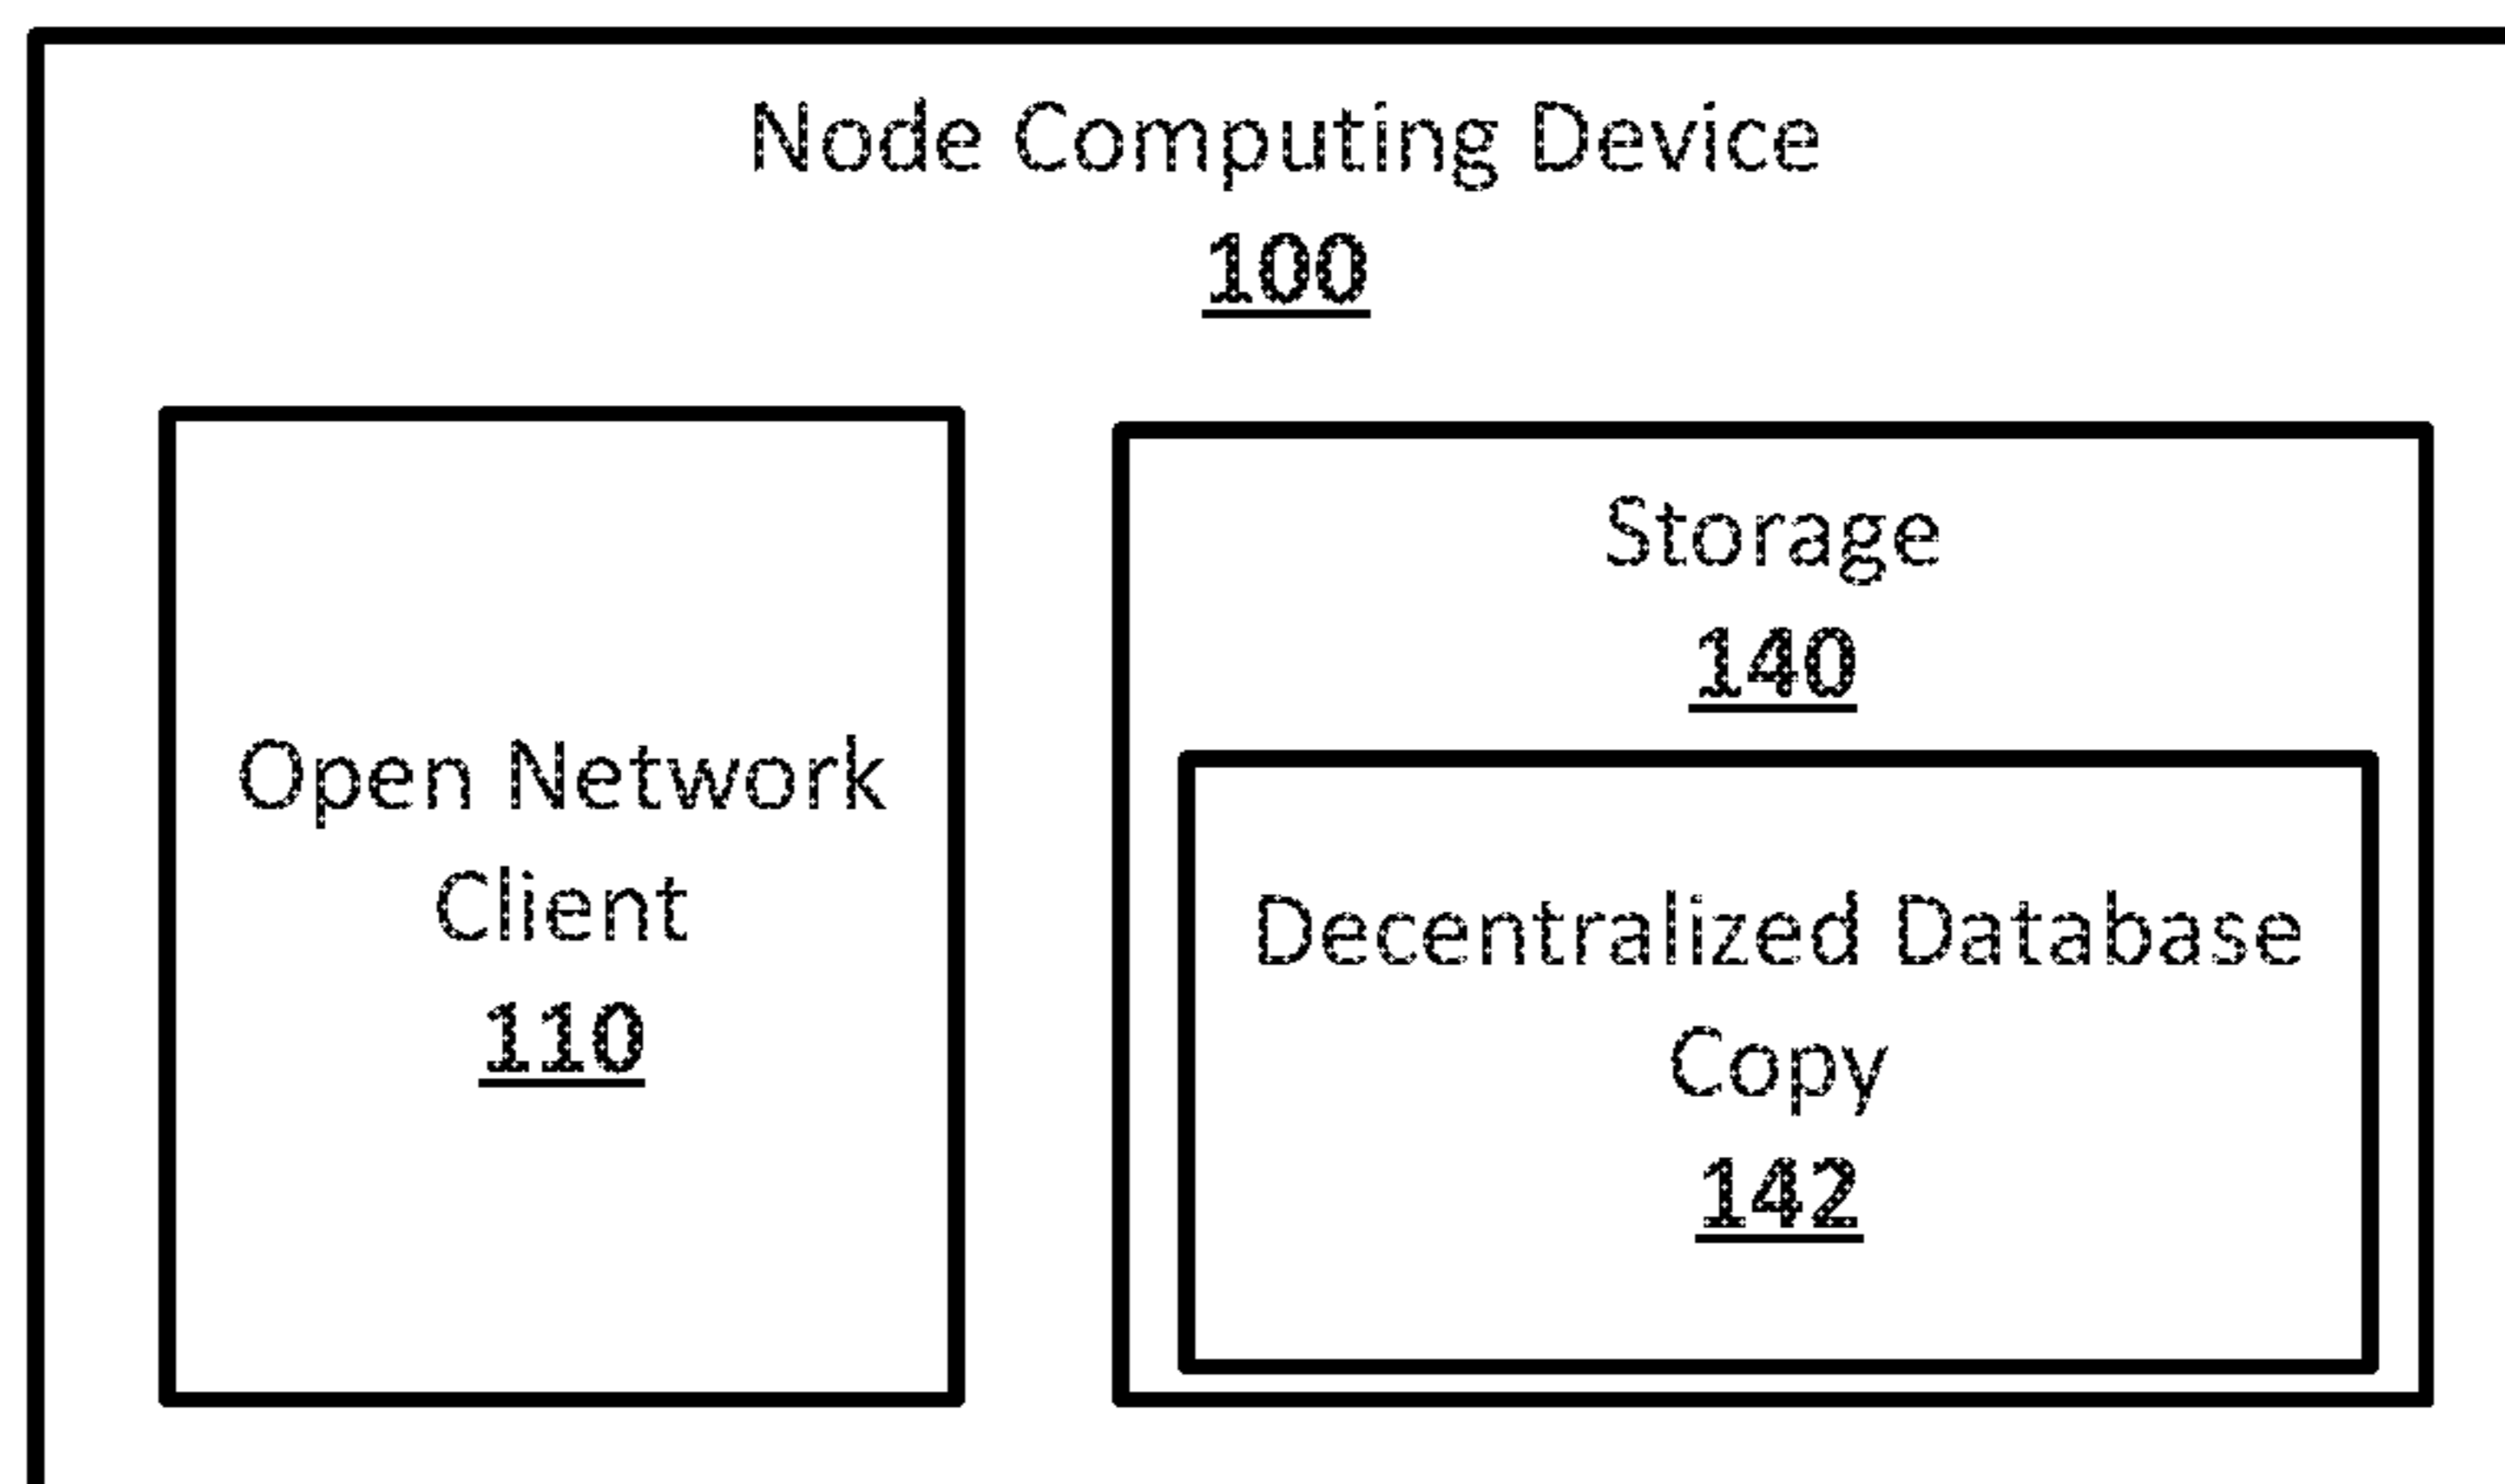 Node Computing Device
100
Open Network
Client
110
Storage
140
Decentralized Database
Copy
142